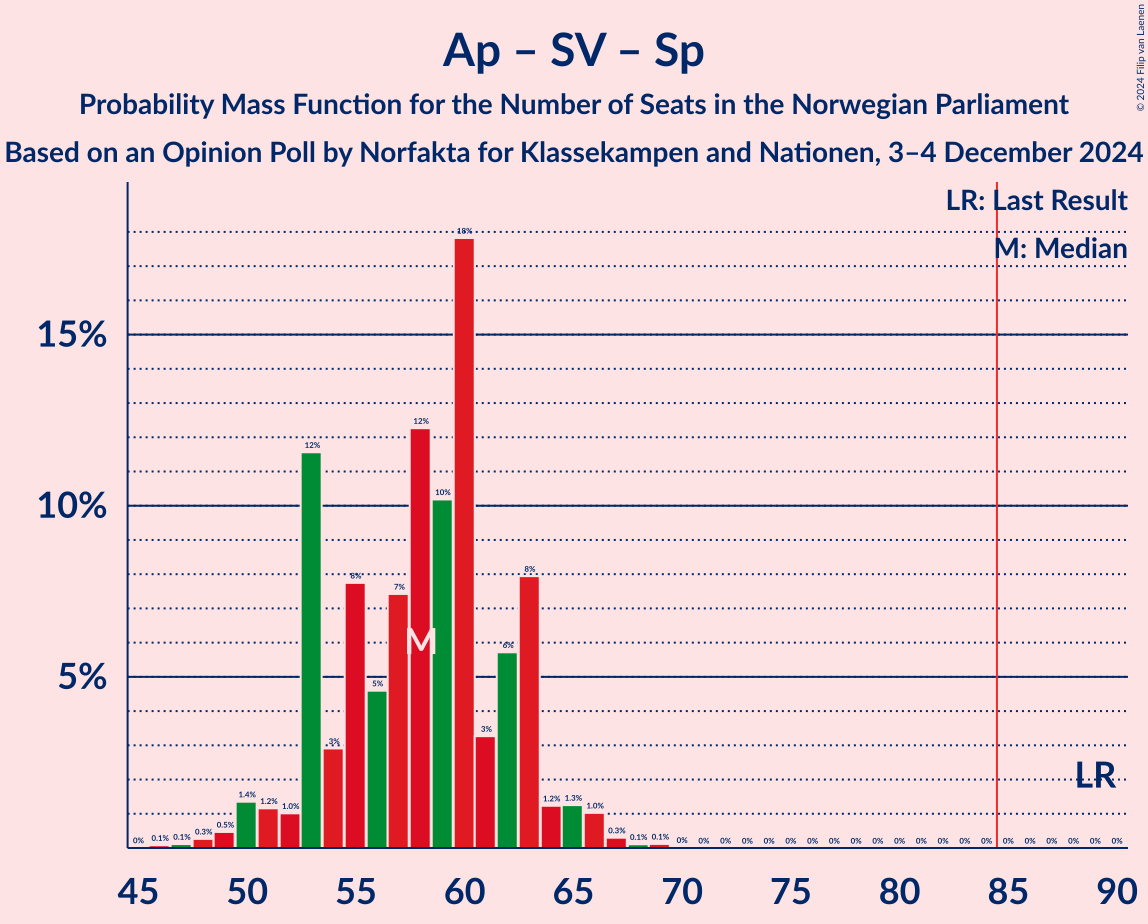 Ap – SV – Sp
Probability Mass Function for the Number of Seats in the Norwegian Parliament
Based on an Opinion Poll by Norfakta for Klassekampen and Nationen, 3–4 December 2024
© 2024 Filip van Laenen
LR: Last Result
M: Median
15%
10%
5%
0% 0.1% 0.1% 0.3% 0.5% 1.4% 1.2% 1.0% 12% 3% 8% 5% 7% 12% 10% 18% 3% 6% 8% 1.2% 1.3% 1.0% 0.3% 0.1% 0.1% 0% 0% 0% 0% 0% 0% 0% 0% 0% 0% 0% 0% 0% 0% 0% 0% 0% 0% 0% 0% 0%
M
LR
45 50 55 60 65 70 75 80 85 90